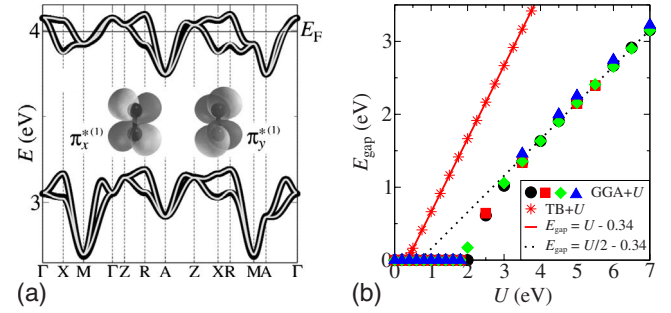 (a)
E (eV)
4
3
E_F
π_x^{*(1)}
π_y^{*(1)}
Γ X M Γ Z R A Z XR MA Γ
(b)
E_gap (eV)
3
2
1
0
GGA+U
TB+U
E_gap = U - 0.34
E_gap = U/2 - 0.34
0 1 2 3 4 5 6 7
U (eV)